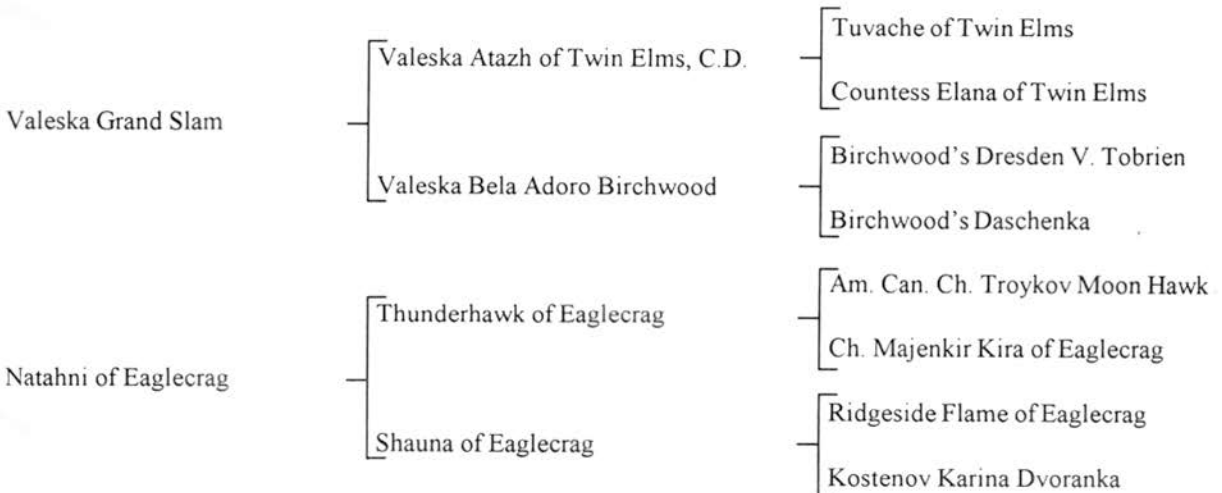 Valeska Grand Slam
Valeska Atazh of Twin Elms, C.D.
Tuvache of Twin Elms
Countess Elana of Twin Elms
Valeska Bela Adoro Birchwood
Birchwood's Dresden V. Tobrien
Birchwood's Daschenka
Natahni of Eaglecrag
Thunderhawk of Eaglecrag
Am. Can. Ch. Troykov Moon Hawk
Ch. Majenkir Kira of Eaglecrag
Shauna of Eaglecrag
Ridgeside Flame of Eaglecrag
Kostenov Karina Dvoranka